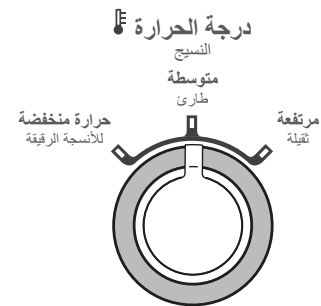 درجة الحرارة
النسيج
متوسطة
طارئ
حرارة منخفضة
للأنسجة الرقيقة
مرتفعة
ثقيلة